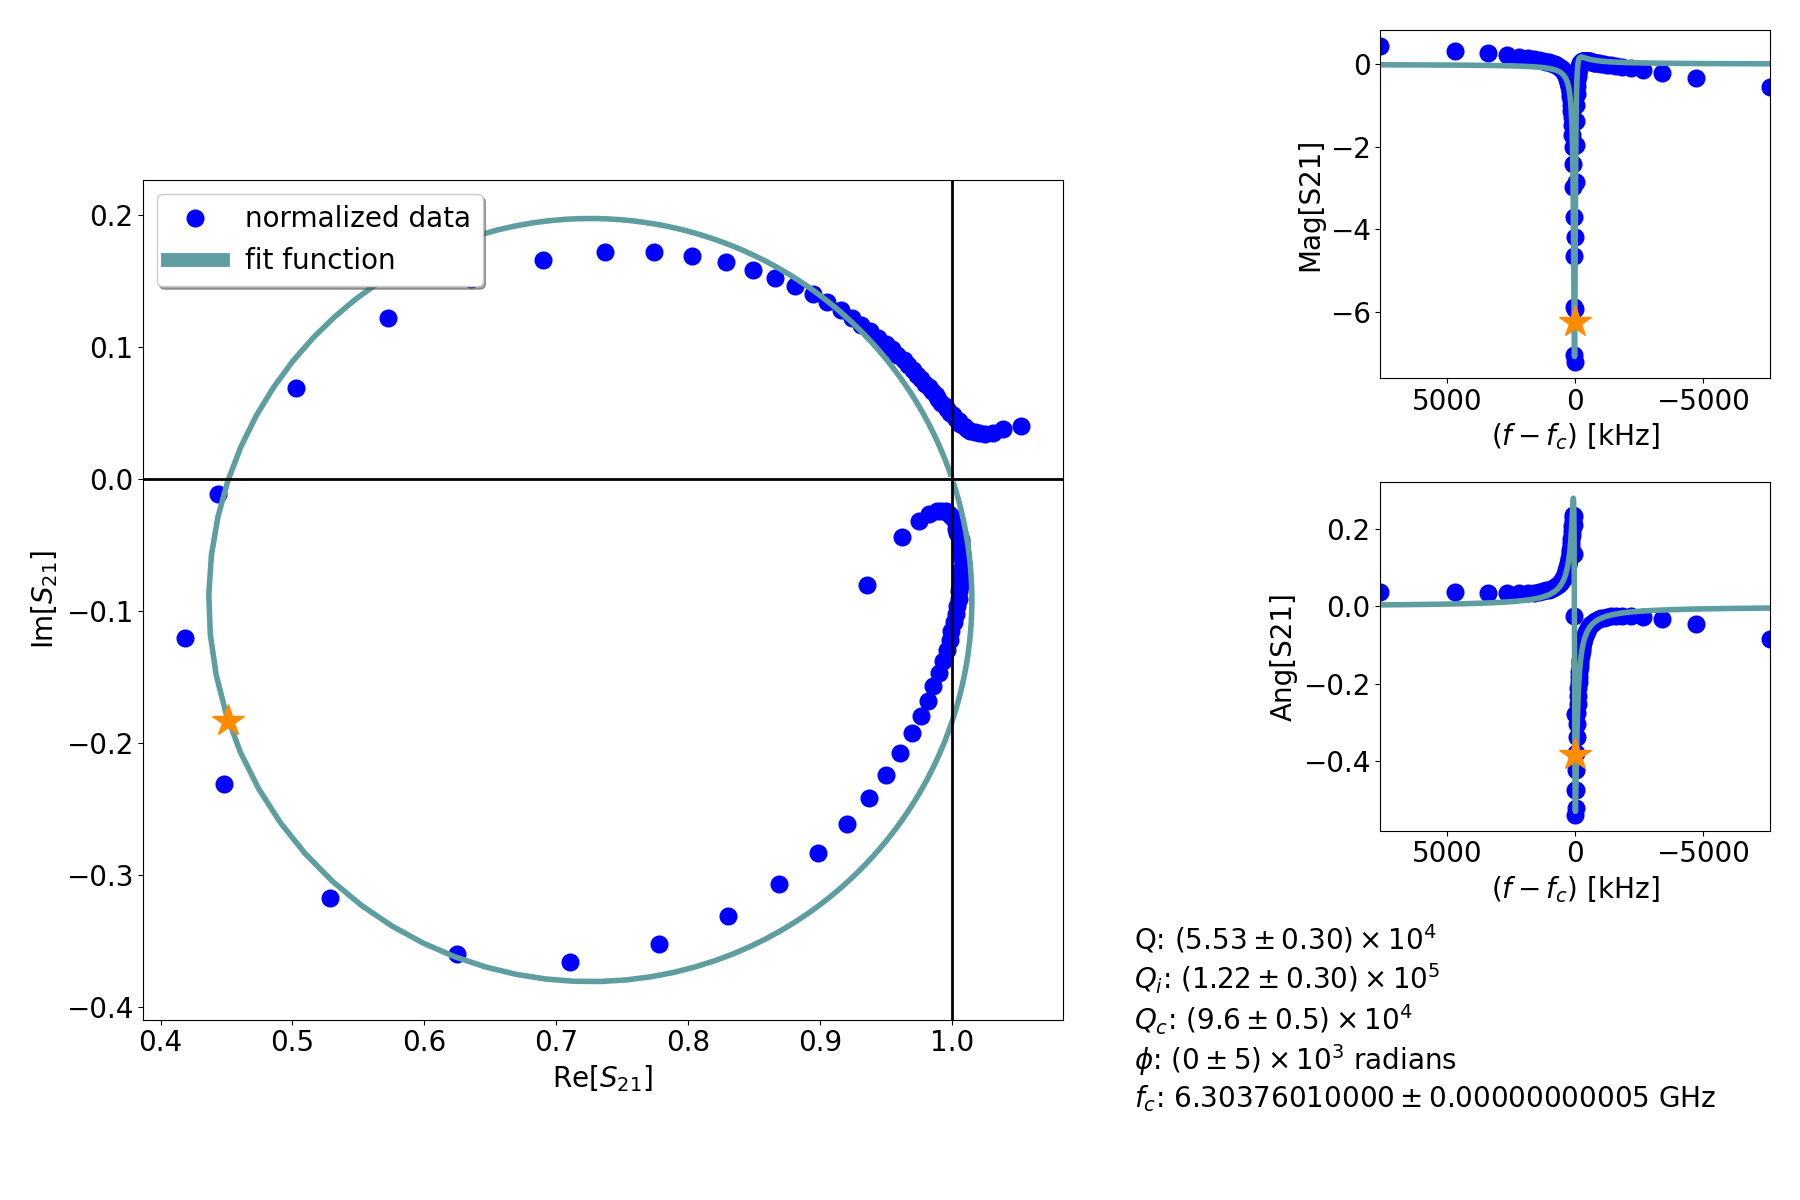 normalized data
fit function
0.2
0.1
0.0
−0.1
−0.2
−0.3
−0.4
Im[S21]
0.4 0.5 0.6 0.7 0.8 0.9 1.0
Re[S21]
0
−2
−4
−6
Mag[S21]
5000 0 −5000
(f − fc) [kHz]
0.2
0.0
−0.2
−0.4
Ang[S21]
5000 0 −5000
(f − fc) [kHz]
Q: (5.53 ± 0.30) × 10^4
Qi: (1.22 ± 0.30) × 10^5
Qc: (9.6 ± 0.5) × 10^4
ϕ: (0 ± 5) × 10^3 radians
fc: 6.30376010000 ± 0.00000000005 GHz